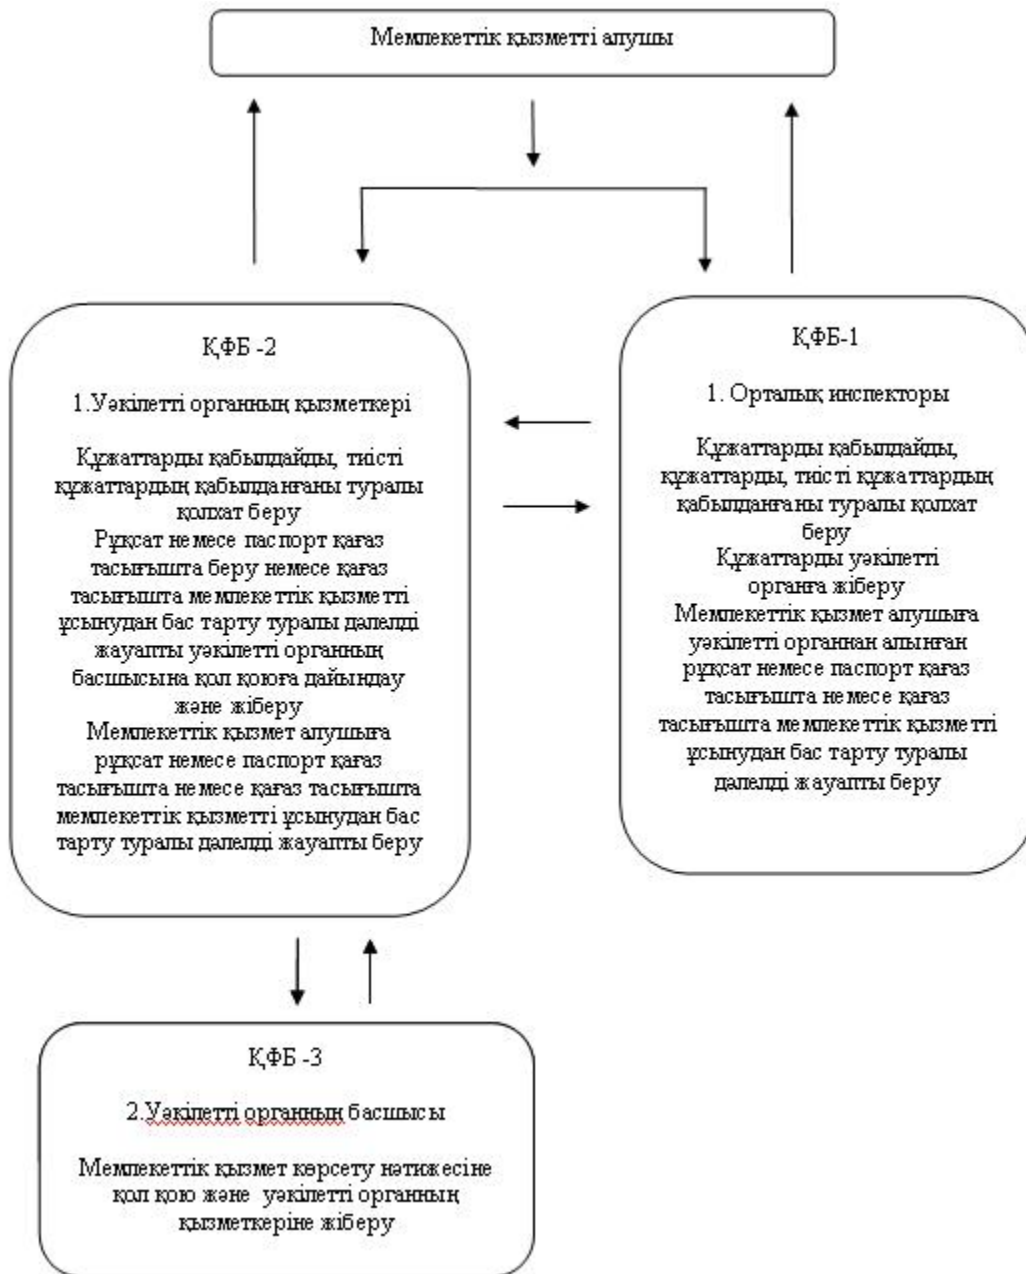 Мемлекеттік қызметті алушы
ҚФБ -2
1.Уәкілетті органның қызметкері
Құжаттарды қабылдайды, тиісті
құжаттардың қабылданғаны туралы
қолхат беру
Рұқсат немесе паспорт қағаз
тасығышта беру немесе қағаз
тасығышта мемлекеттік қызметті
ұсынудан бас тарту туралы дәлелді
жауапты уәкілетті органның
басшысына қол қоюға дайындау
және жіберу
Мемлекеттік қызмет алушыға
рұқсат немесе паспорт қағаз
тасығышта немесе қағаз тасығышта
мемлекеттік қызметті ұсынудан бас
тарту туралы дәлелді жауапты беру
ҚФБ-1
1. Орталық инспекторы
Құжаттарды қабылдайды,
құжаттарды, тиісті құжаттардың
қабылданғаны туралы қолхат
беру
Құжаттарды уәкілетті
органға жіберу
Мемлекеттік қызмет алушыға
уәкілетті органнан алынған
рұқсат немесе паспорт қағаз
тасығышта немесе қағаз
тасығышта мемлекеттік қызметті
ұсынудан бас тарту туралы
дәлелді жауапты беру
ҚФБ -3
2.Уәкілетті органның басшысы
Мемлекеттік қызмет көрсету нәтижесіне
қол қою және уәкілетті органның
қызметкеріне жіберу